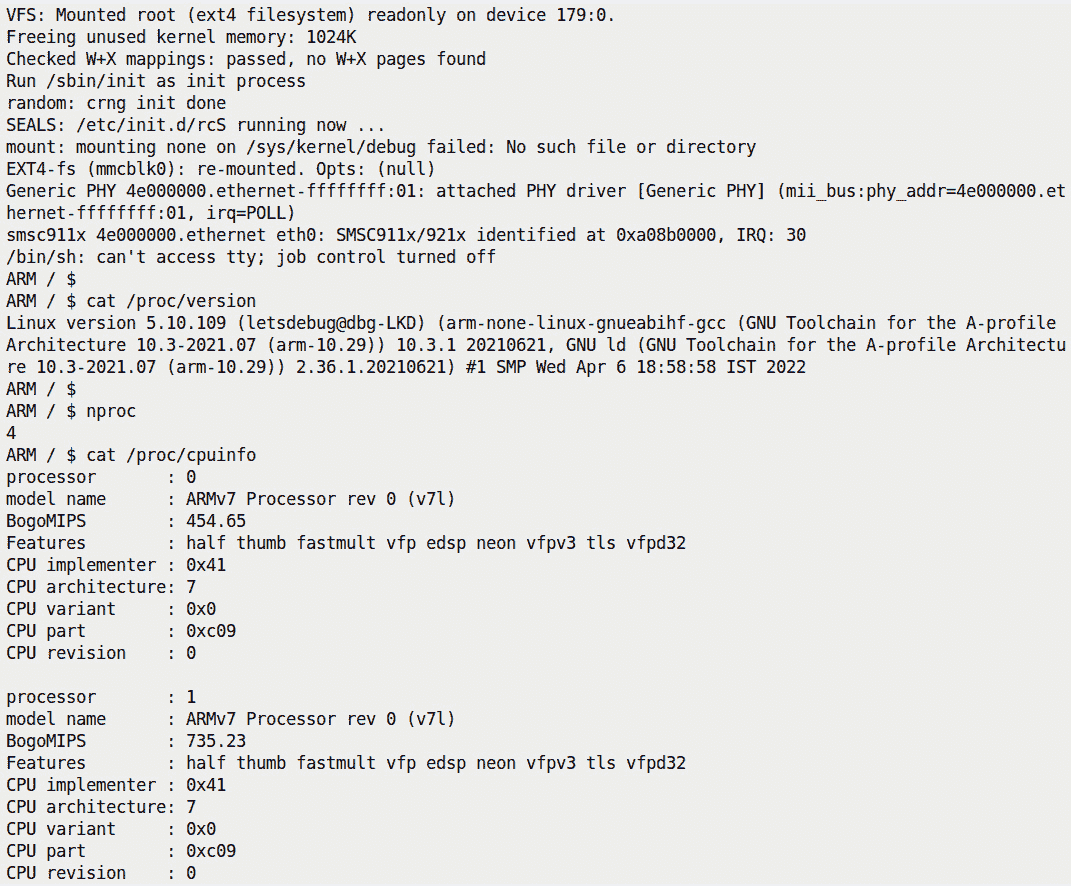 VFS: Mounted root (ext4 filesystem) readonly on device 179:0.
Freeing unused kernel memory: 1024K
Checked W+X mappings: passed, no W+X pages found
Run /sbin/init as init process
random: crng init done
SEALS: /etc/init.d/rcS running now ...
mount: mounting none on /sys/kernel/debug failed: No such file or directory
EXT4-fs (mmcblk0): re-mounted. Opts: (null)
Generic PHY 4e000000.ethernet-ffffffff:01: attached PHY driver [Generic PHY] (mii_bus:phy_addr=4e000000.et
hernet-ffffffff:01, irq=POLL)
smsc911x 4e000000.ethernet eth0: SMSC911x/921x identified at 0xa08b0000, IRQ: 30
/bin/sh: can't access tty; job control turned off
ARM / $
ARM / $ cat /proc/version
Linux version 5.10.109 (letsdebug@dbg-LKD) (arm-none-linux-gnueabihf-gcc (GNU Toolchain for the A-profile
Architecture 10.3-2021.07 (arm-10.29)) 10.3.1 20210621, GNU ld (GNU Toolchain for the A-profile Architectu
re 10.3-2021.07 (arm-10.29)) 2.36.1.20210621) #1 SMP Wed Apr 6 18:58:58 IST 2022
ARM / $
ARM / $ nproc
4
ARM / $ cat /proc/cpuinfo
processor       : 0
model name      : ARMv7 Processor rev 0 (v7l)
BogoMIPS        : 454.65
Features        : half thumb fastmult vfp edsp neon vfpv3 tls vfpd32
CPU implementer : 0x41
CPU architecture: 7
CPU variant     : 0x0
CPU part        : 0xc09
CPU revision    : 0

processor       : 1
model name      : ARMv7 Processor rev 0 (v7l)
BogoMIPS        : 735.23
Features        : half thumb fastmult vfp edsp neon vfpv3 tls vfpd32
CPU implementer : 0x41
CPU architecture: 7
CPU variant     : 0x0
CPU part        : 0xc09
CPU revision    : 0